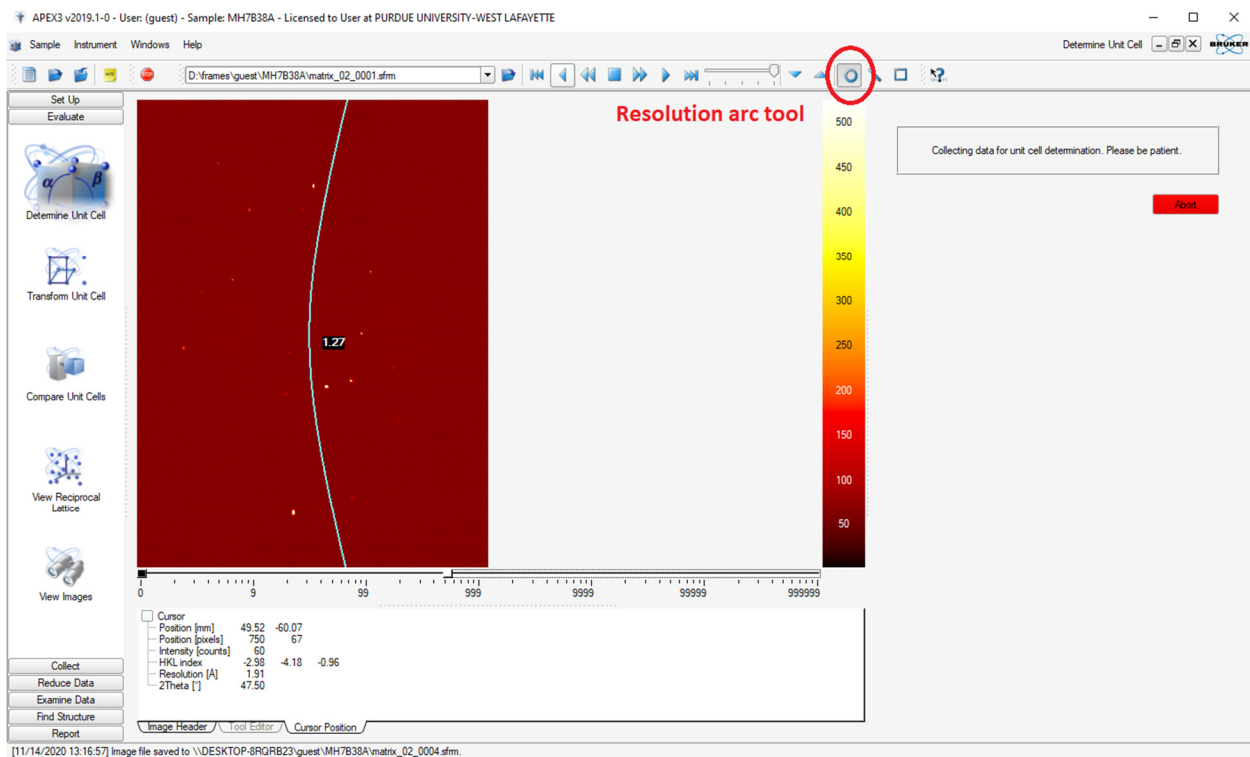 APEX3 v2019.1-0 - User: (guest) - Sample: MH7B38A - Licensed to User at PURDUE UNIVERSITY-WEST LAFAYETTE
Sample Instrument Windows Help
Determine Unit Cell
BRUKER
D:\frames\guest\MH7B38A\matrix_02_0001.sfrm
STOP
Set Up
Evaluate
Resolution arc tool
Collecting data for unit cell determination. Please be patient.
Abort
α β
Determine Unit Cell
Transform Unit Cell
Compare Unit Cells
View Reciprocal
Lattice
View Images
1.27
500
450
400
350
300
250
200
150
100
50
0 9 99 999 9999 99999 999999
Cursor
Position [mm] 49.52 -60.07
Position [pixels] 750 67
Intensity [counts] 60
HKL index -2.98 -4.18 -0.96
Resolution [Å] 1.91
2Theta [°] 47.50
Collect
Reduce Data
Examine Data
Find Structure
Report
Image Header Tool Editor Cursor Position
[11/14/2020 13:16:57] Image file saved to \\DESKTOP-8RQRB23\guest\MH7B38A\matrix_02_0004.sfrm.